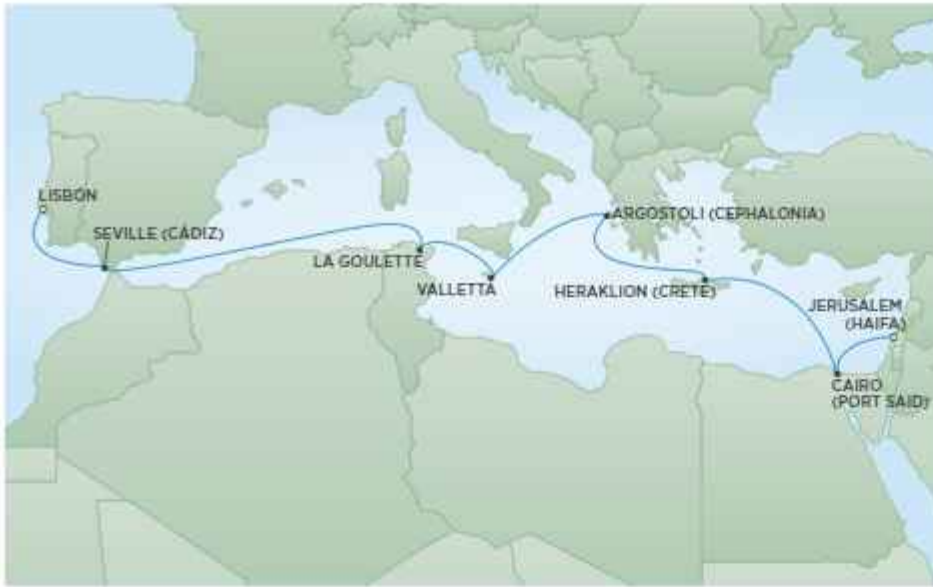 LISBON
SEVILLE (CÁDIZ)
LA GOULETTE
VALLETTA
ARGOSTOLI (CEPHALONIA)
HERAKLION (CRETE)
JERUSALEM
(HAIFA)
CAIRO
(PORT SAID)